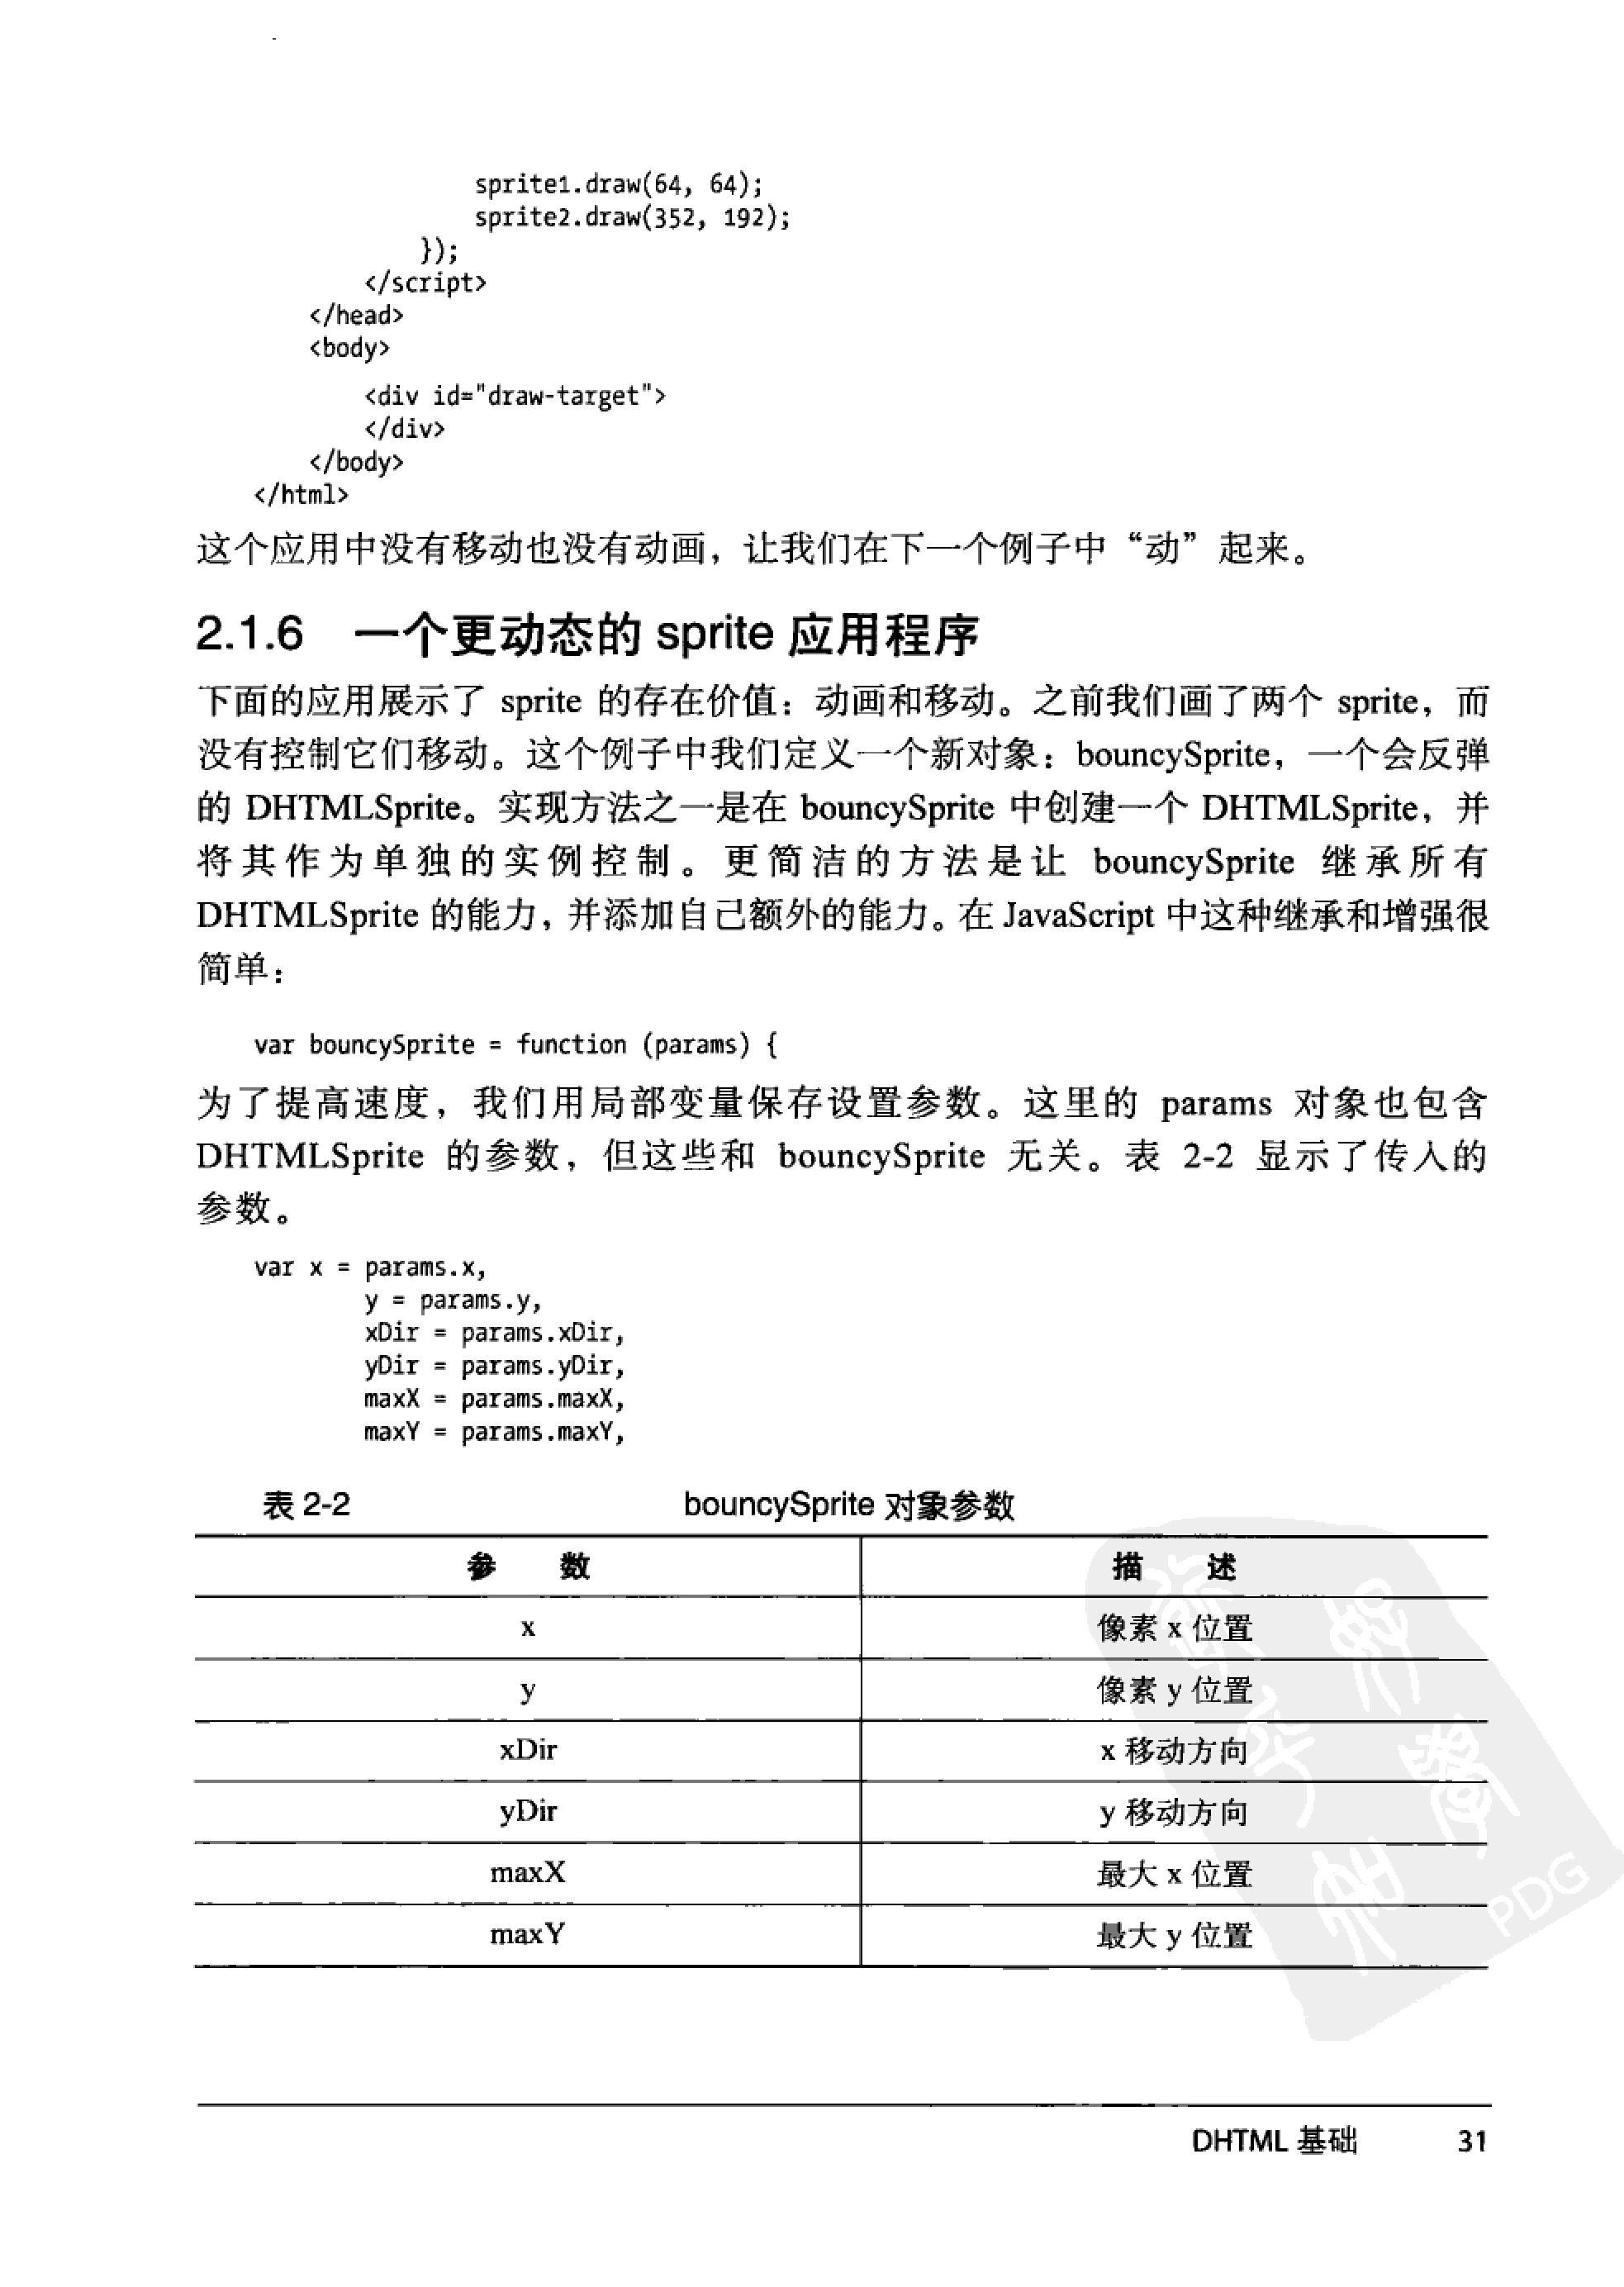 sprite1.draw(64, 64);
sprite2.draw(352, 192);
});
</script>
</head>
<body>
<div id="draw-target">
</div>
</body>
</html>
这个应用中没有移动也没有动画，让我们在下一个例子中“动”起来。
2.1.6 一个更动态的 sprite 应用程序
下面的应用展示了 sprite 的存在价值：动画和移动。之前我们画了两个 sprite，而
没有控制它们移动。这个例子中我们定义一个新对象：bouncySprite，一个会反弹
的 DHTMLSprite。实现方法之一是在 bouncySprite 中创建一个 DHTMLSprite，并
将其作为单独的实例控制。更简洁的方法是让 bouncySprite 继承所有
DHTMLSprite 的能力，并添加自己额外的能力。在 JavaScript 中这种继承和增强很
简单：
var bouncySprite = function (params) {
为了提高速度，我们用局部变量保存设置参数。这里的 params 对象也包含
DHTMLSprite 的参数，但这些和 bouncySprite 无关。表 2-2 显示了传入的
参数。
var x = params.x,
y = params.y,
xDir = params.xDir,
yDir = params.yDir,
maxX = params.maxX,
maxY = params.maxY,
表 2-2 bouncySprite 对象参数
参 数 描 述
x 像素 x 位置
y 像素 y 位置
xDir x 移动方向
yDir y 移动方向
maxX 最大 x 位置
maxY 最大 y 位置
PDG
DHTML 基础 31